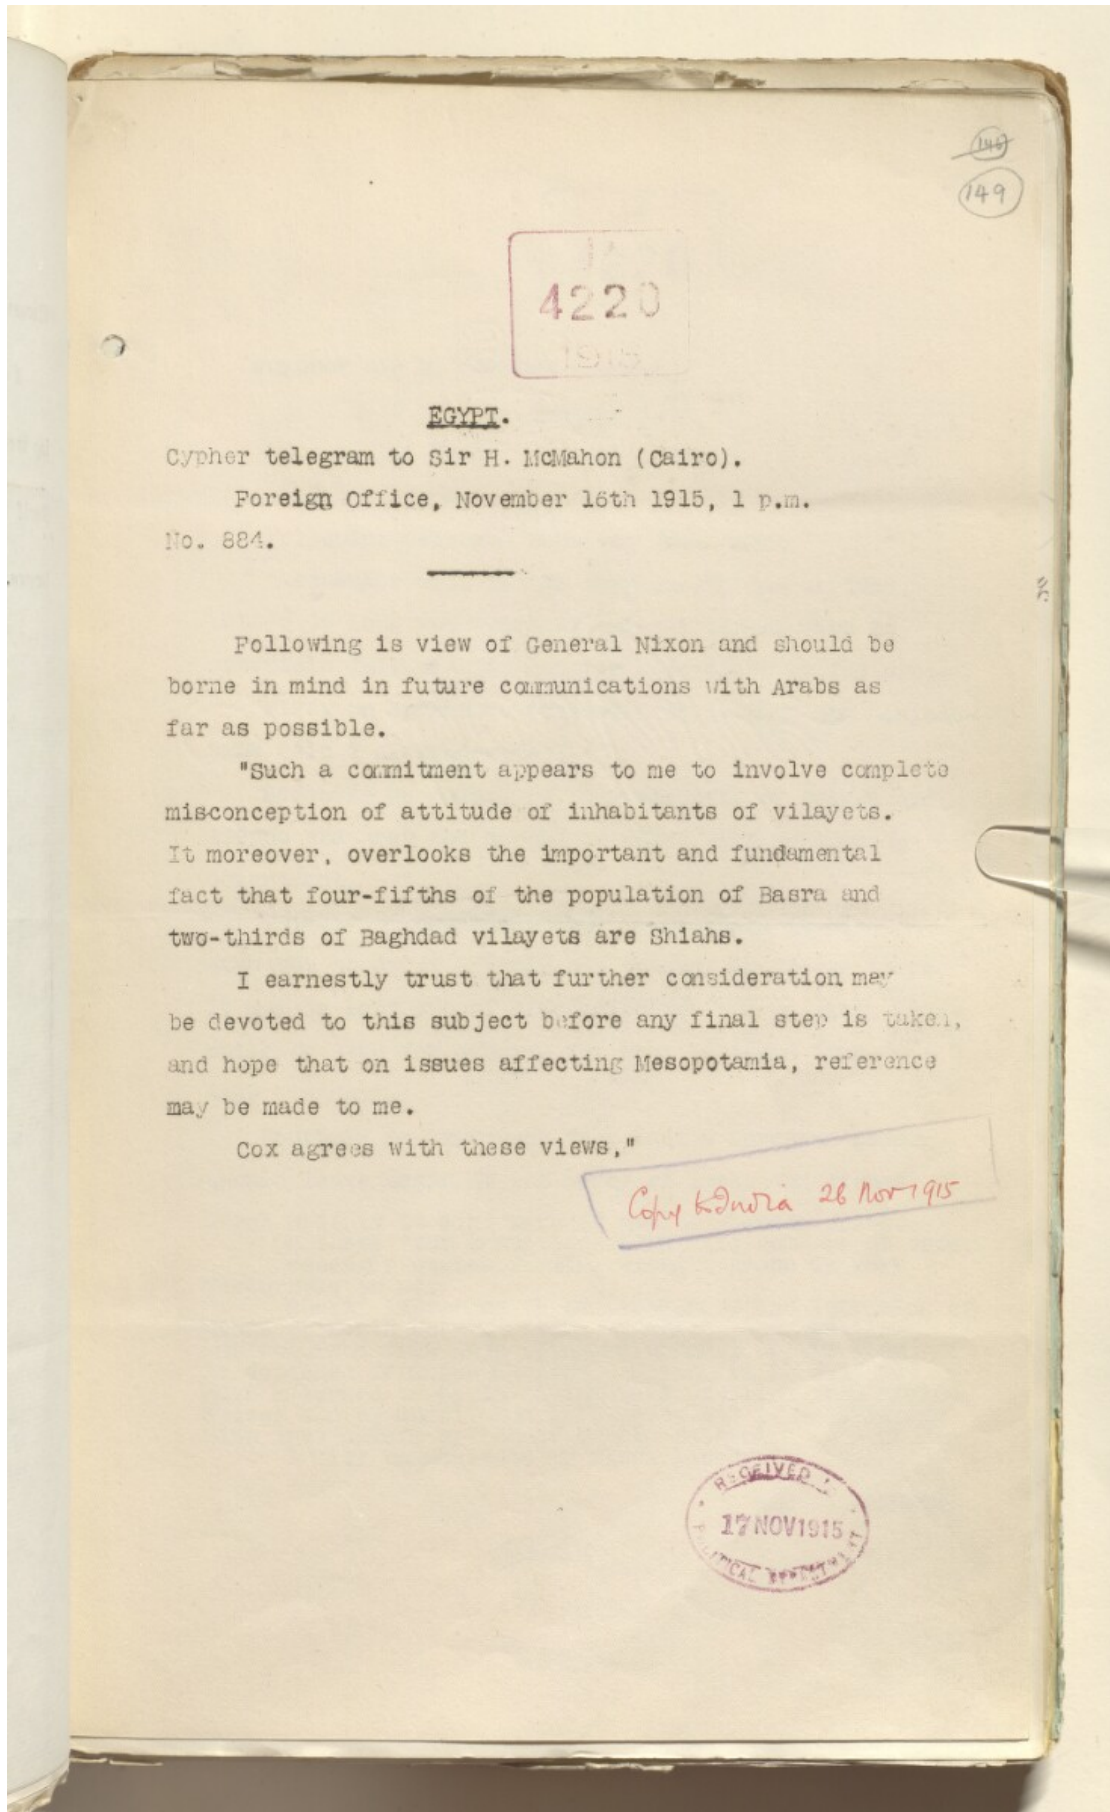 149
4220
1915
EGYPT.
Cypher telegram to Sir H. McMahon (Cairo).
Foreign Office, November 16th 1915, 1 p.m.
No. 884.
Following is view of General Nixon and should be
borne in mind in future communications with Arabs as
far as possible.
"Such a commitment appears to me to involve complete
misconception of attitude of inhabitants of vilayets.
It moreover, overlooks the important and fundamental
fact that four-fifths of the population of Basra and
two-thirds of Baghdad vilayets are Shiahs.
I earnestly trust that further consideration may
be devoted to this subject before any final step is taken,
and hope that on issues affecting Mesopotamia, reference
may be made to me.
Cox agrees with these views,"
Copy to India 26 Nov 1915
RECEIVED
17 NOV 1915
POLITICAL DEPARTMENT